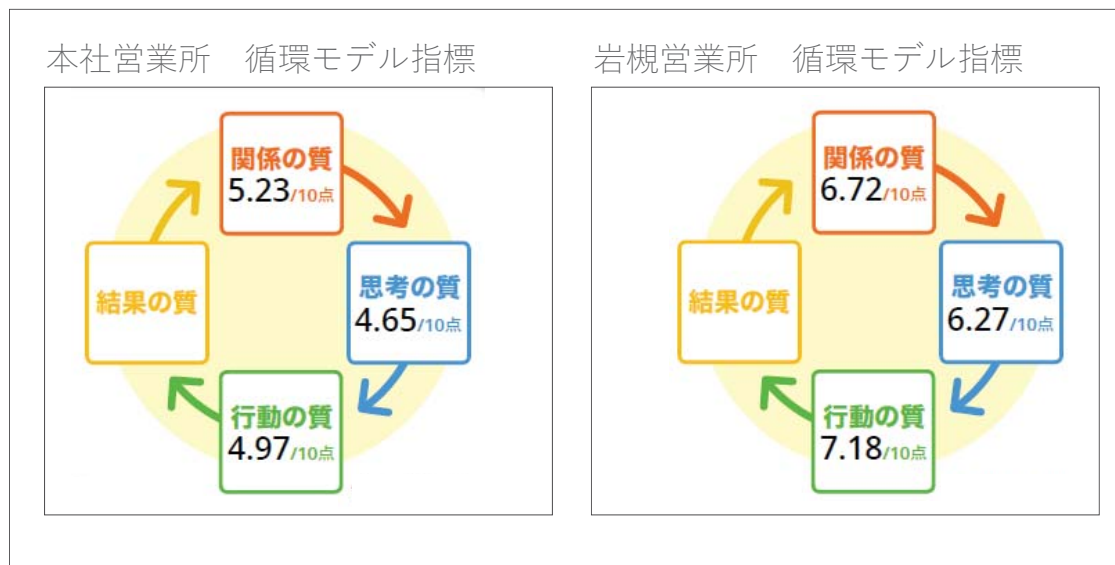 本社営業所　循環モデル指標
関係の質
5.23/10点
思考の質
4.65/10点
行動の質
4.97/10点
結果の質
岩槻営業所　循環モデル指標
関係の質
6.72/10点
思考の質
6.27/10点
行動の質
7.18/10点
結果の質